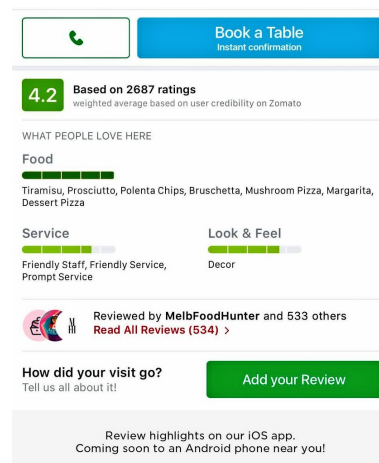 Book a Table
Instant confirmation
4.2
Based on 2687 ratings
weighted average based on user credibility on Zomato
WHAT PEOPLE LOVE HERE
Food
Tiramisu, Prosciutto, Polenta Chips, Bruschetta, Mushroom Pizza, Margarita,
Dessert Pizza
Service
Friendly Staff, Friendly Service,
Prompt Service
Look & Feel
Decor
Reviewed by MelbFoodHunter and 533 others
Read All Reviews (534) >
How did your visit go?
Tell us all about it!
Add your Review
Review highlights on our iOS app.
Coming soon to an Android phone near you!